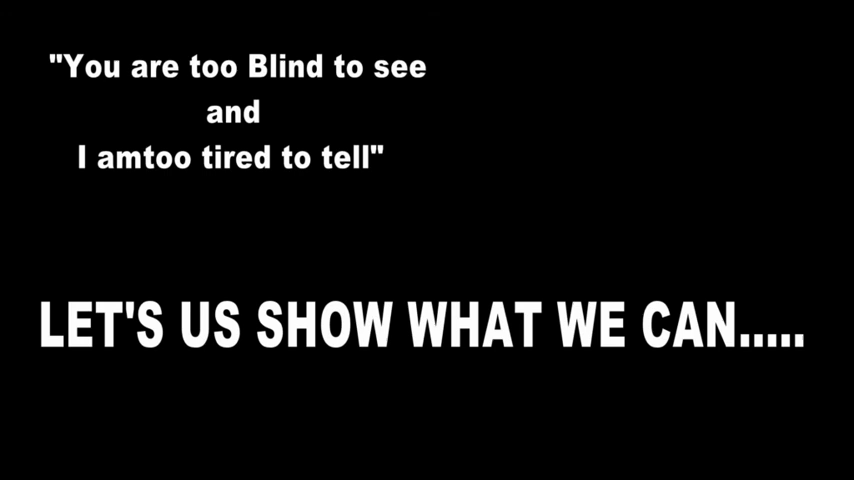 "You are too Blind to see
and
I amtoo tired to tell"
LET'S US SHOW WHAT WE CAN.....